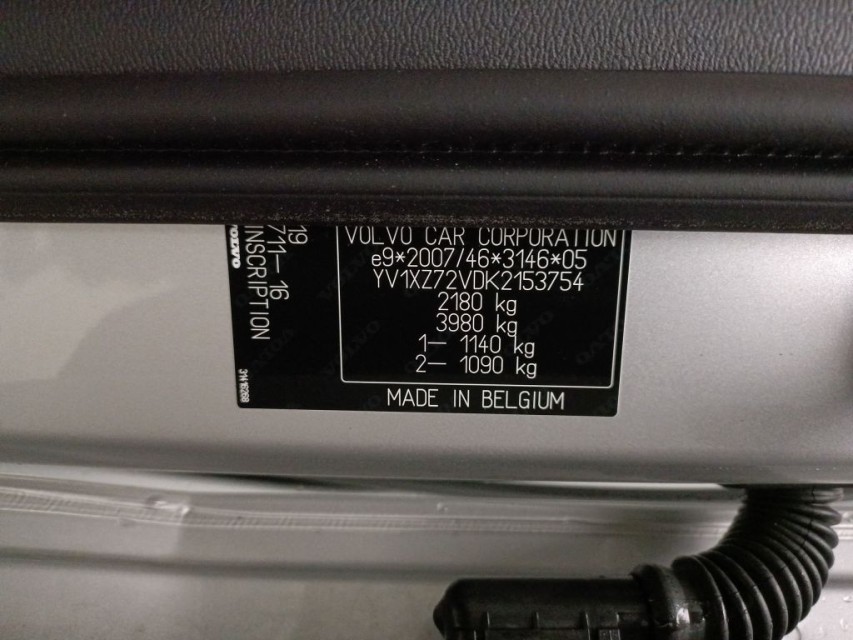 VOLVO CAR CORPORATION
e9*2007/46*3146*05
YV1XZ72VDK2153754
2180 kg
3980 kg
1– 1140 kg
2– 1090 kg
MADE IN BELGIUM
19
711–16
INSCRIPTION
VOLVO